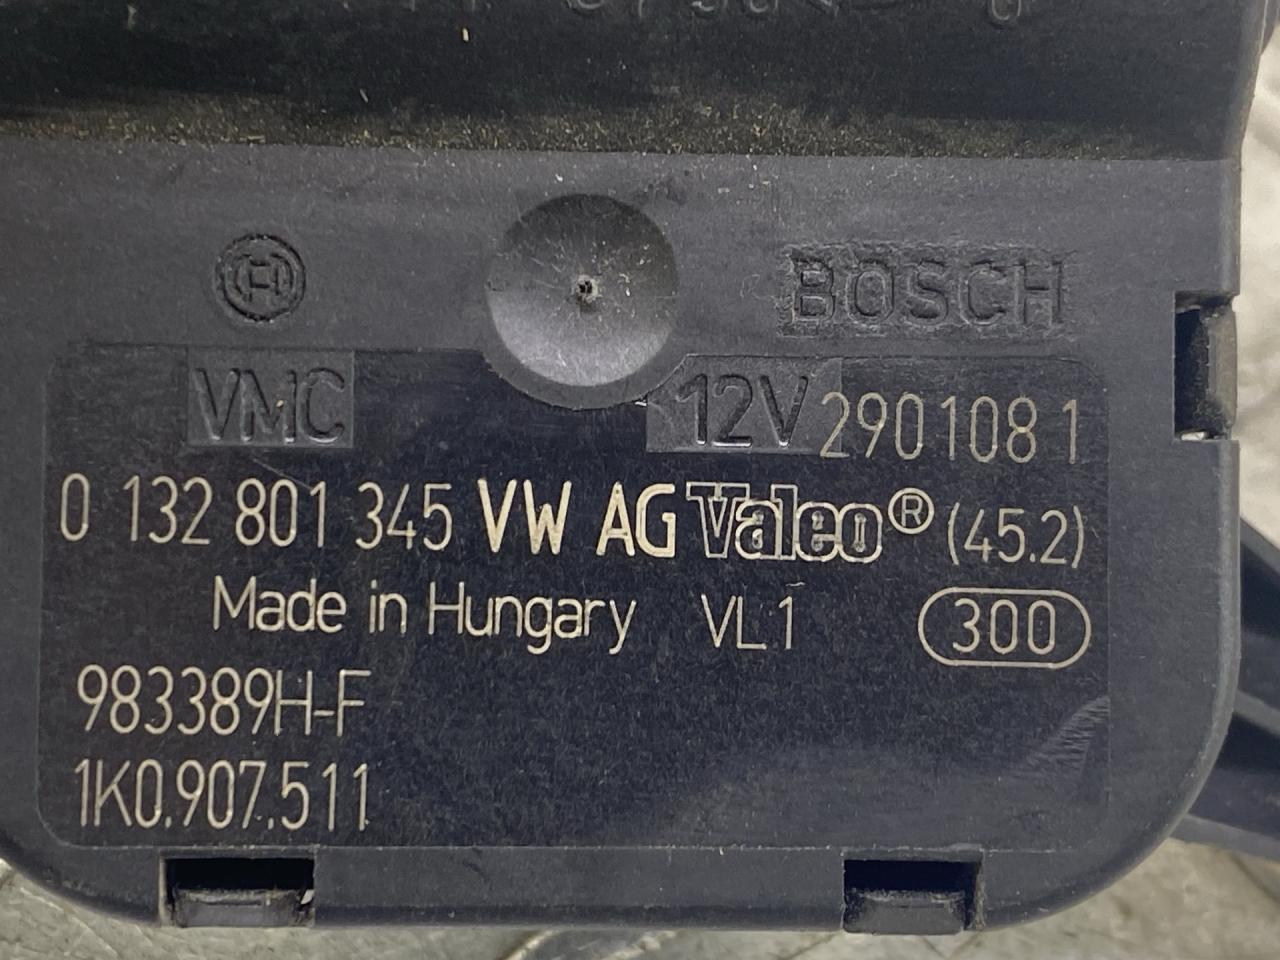 BOSCH
VMC 12V 2901081
0 132 801 345 VW AG Valeo® (45.2)
Made in Hungary VL1 300
983389H-F
1K0.907.511